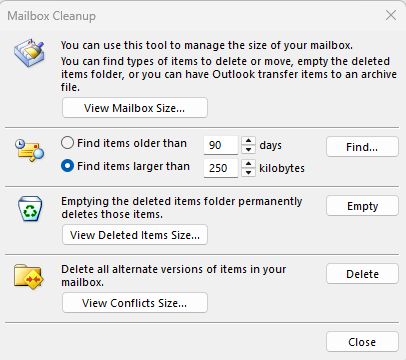 Mailbox Cleanup
You can use this tool to manage the size of your mailbox.
You can find types of items to delete or move, empty the deleted
items folder, or you can have Outlook transfer items to an archive
file.
View Mailbox Size...
Find items older than 90 days
Find...
Find items larger than 250 kilobytes
Emptying the deleted items folder permanently
deletes those items.
Empty
View Deleted Items Size...
Delete all alternate versions of items in your
mailbox.
Delete
View Conflicts Size...
Close